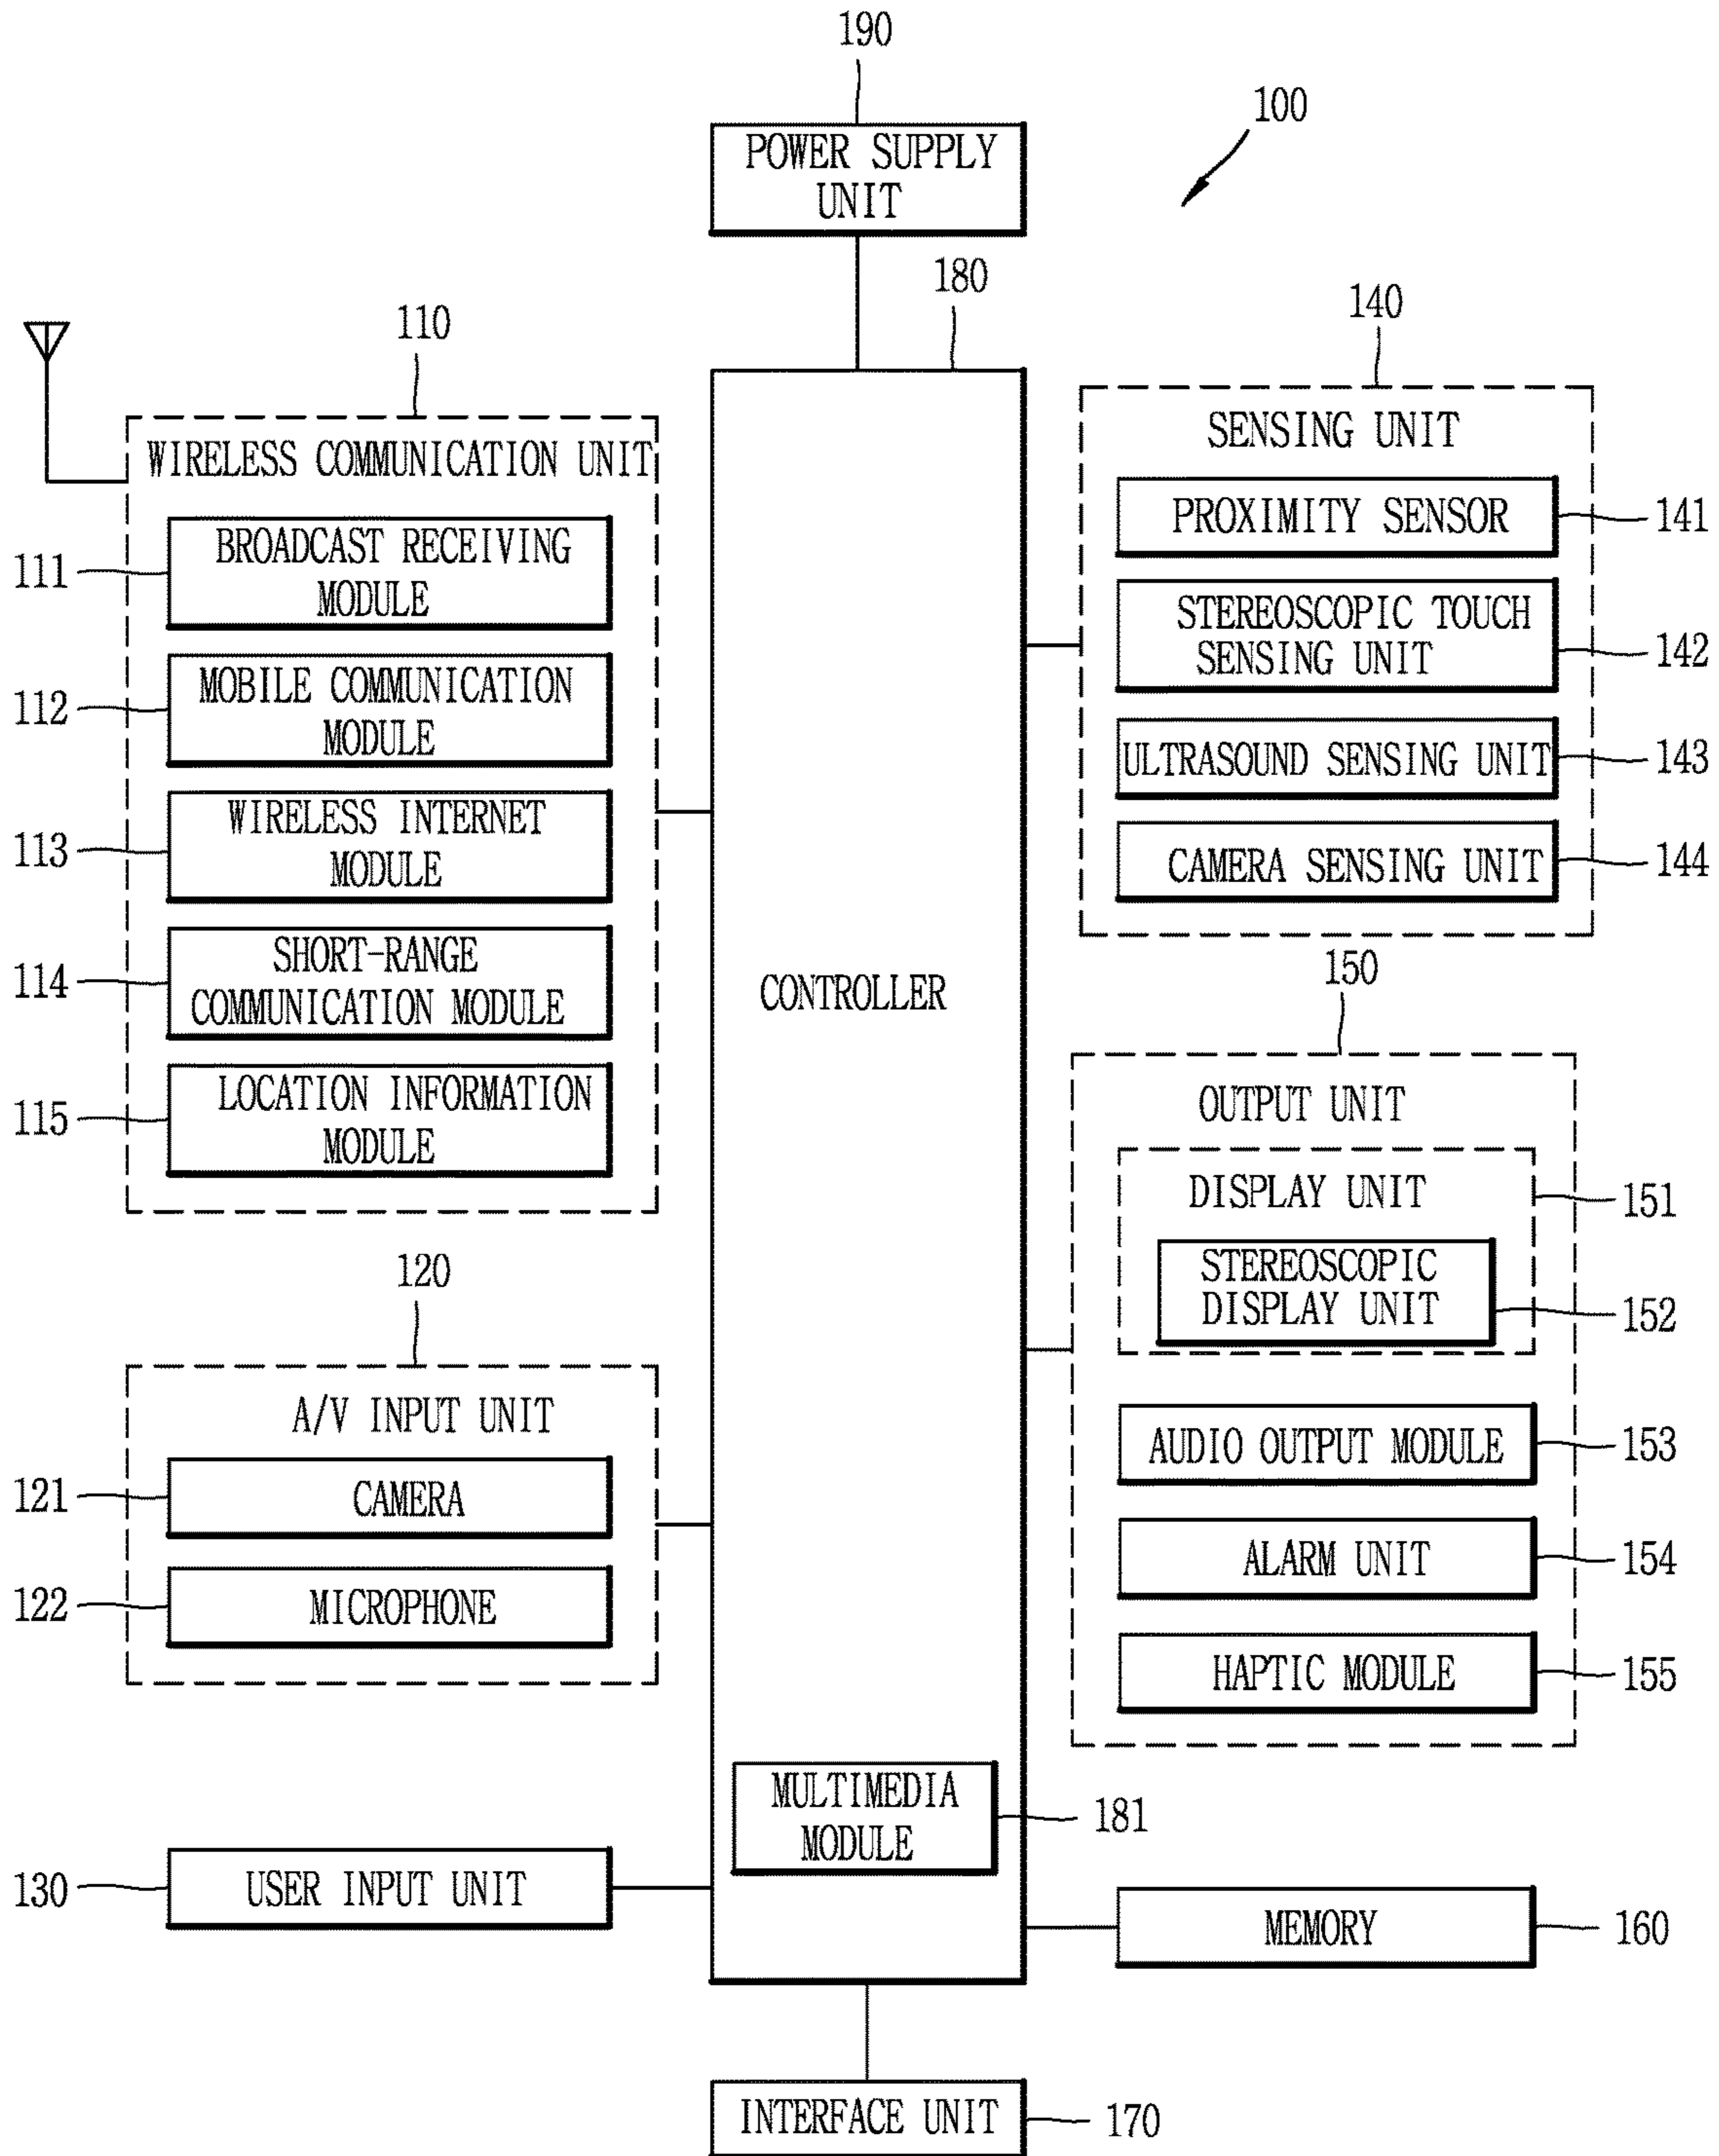 190
100
POWER SUPPLY
UNIT
180
110
WIRELESS COMMUNICATION UNIT
111
BROADCAST RECEIVING
MODULE
112
MOBILE COMMUNICATION
MODULE
113
WIRELESS INTERNET
MODULE
114
SHORT-RANGE
COMMUNICATION MODULE
115
LOCATION INFORMATION
MODULE
120
A/V INPUT UNIT
121
CAMERA
122
MICROPHONE
130
USER INPUT UNIT
CONTROLLER
MULTIMEDIA
MODULE
181
140
SENSING UNIT
PROXIMITY SENSOR
141
STEREOSCOPIC TOUCH
SENSING UNIT
142
ULTRASOUND SENSING UNIT
143
CAMERA SENSING UNIT
144
150
OUTPUT UNIT
DISPLAY UNIT
151
STEREOSCOPIC
DISPLAY UNIT
152
AUDIO OUTPUT MODULE
153
ALARM UNIT
154
HAPTIC MODULE
155
MEMORY
160
INTERFACE UNIT
170